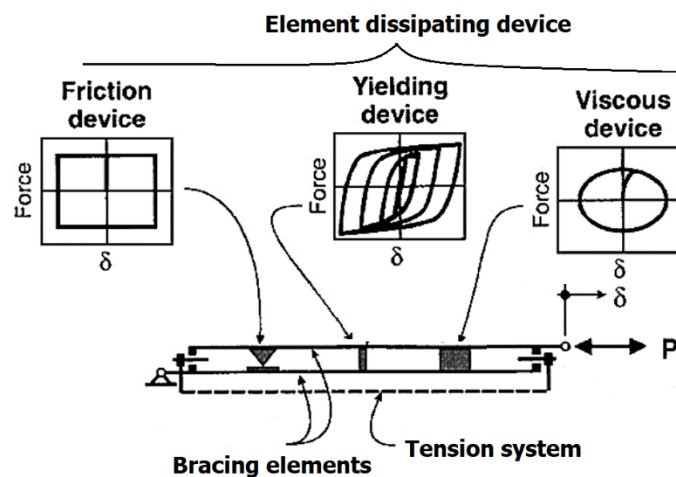 Element dissipating device
Friction
device
Force
δ
Yielding
device
Force
δ
Viscous
device
Force
δ
δ
P
Tension system
Bracing elements